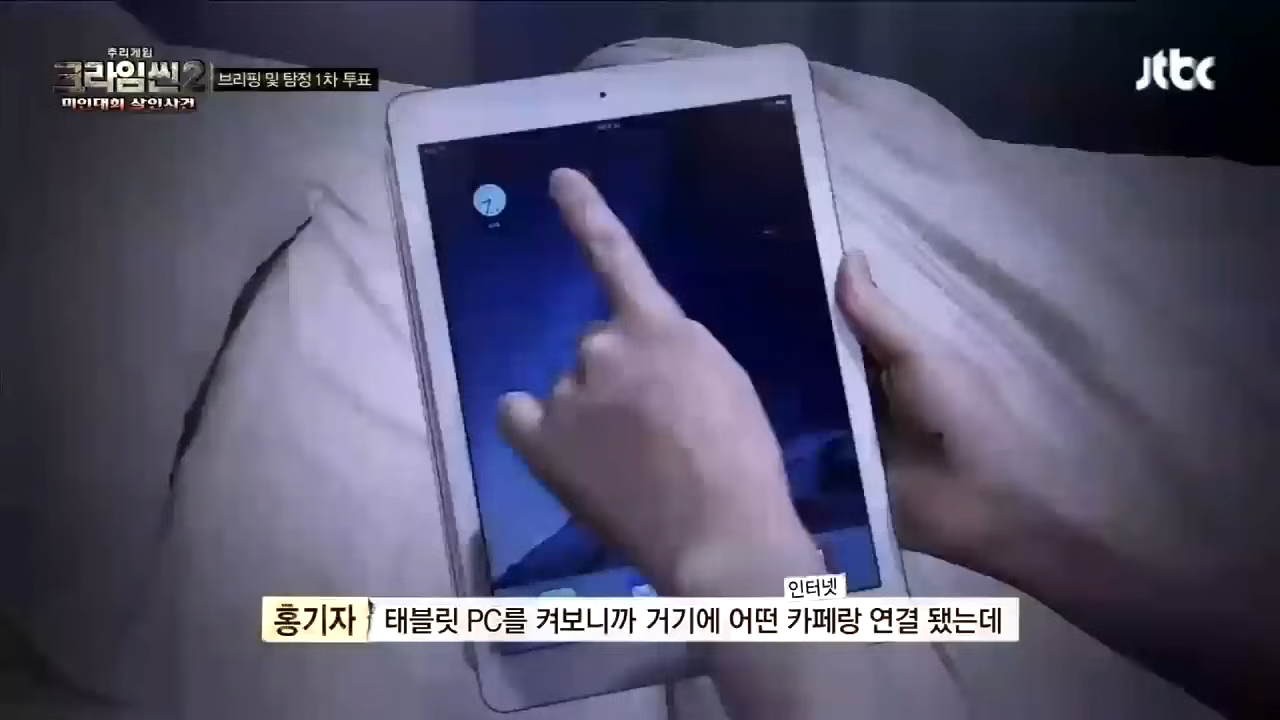 추리게임
크라임씬2
미인대회 살인사건
브리핑 및 탐정 1차 투표
jtbc
인터넷
홍기자 태블릿 PC를 켜보니까 거기에 어떤 카페랑 연결 됐는데